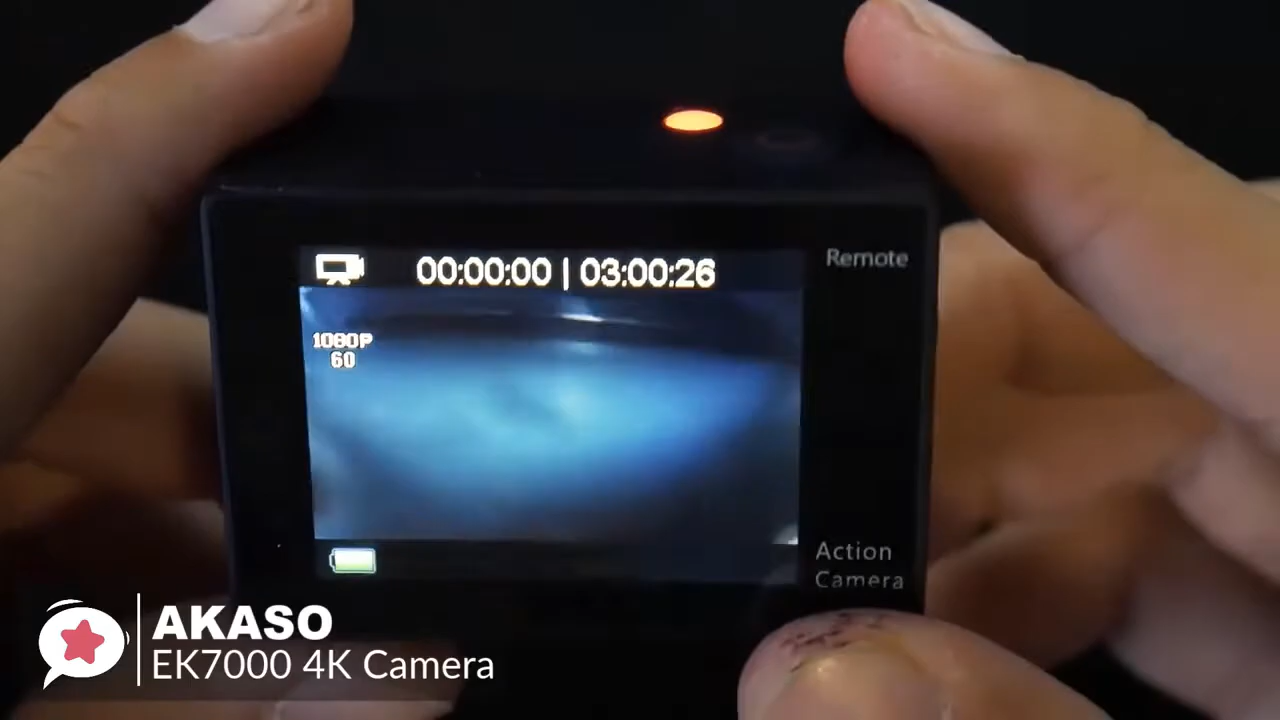 00:00:00 | 03:00:26
Remote
1080P
60
Action
Camera
AKASO
EK7000 4K Camera